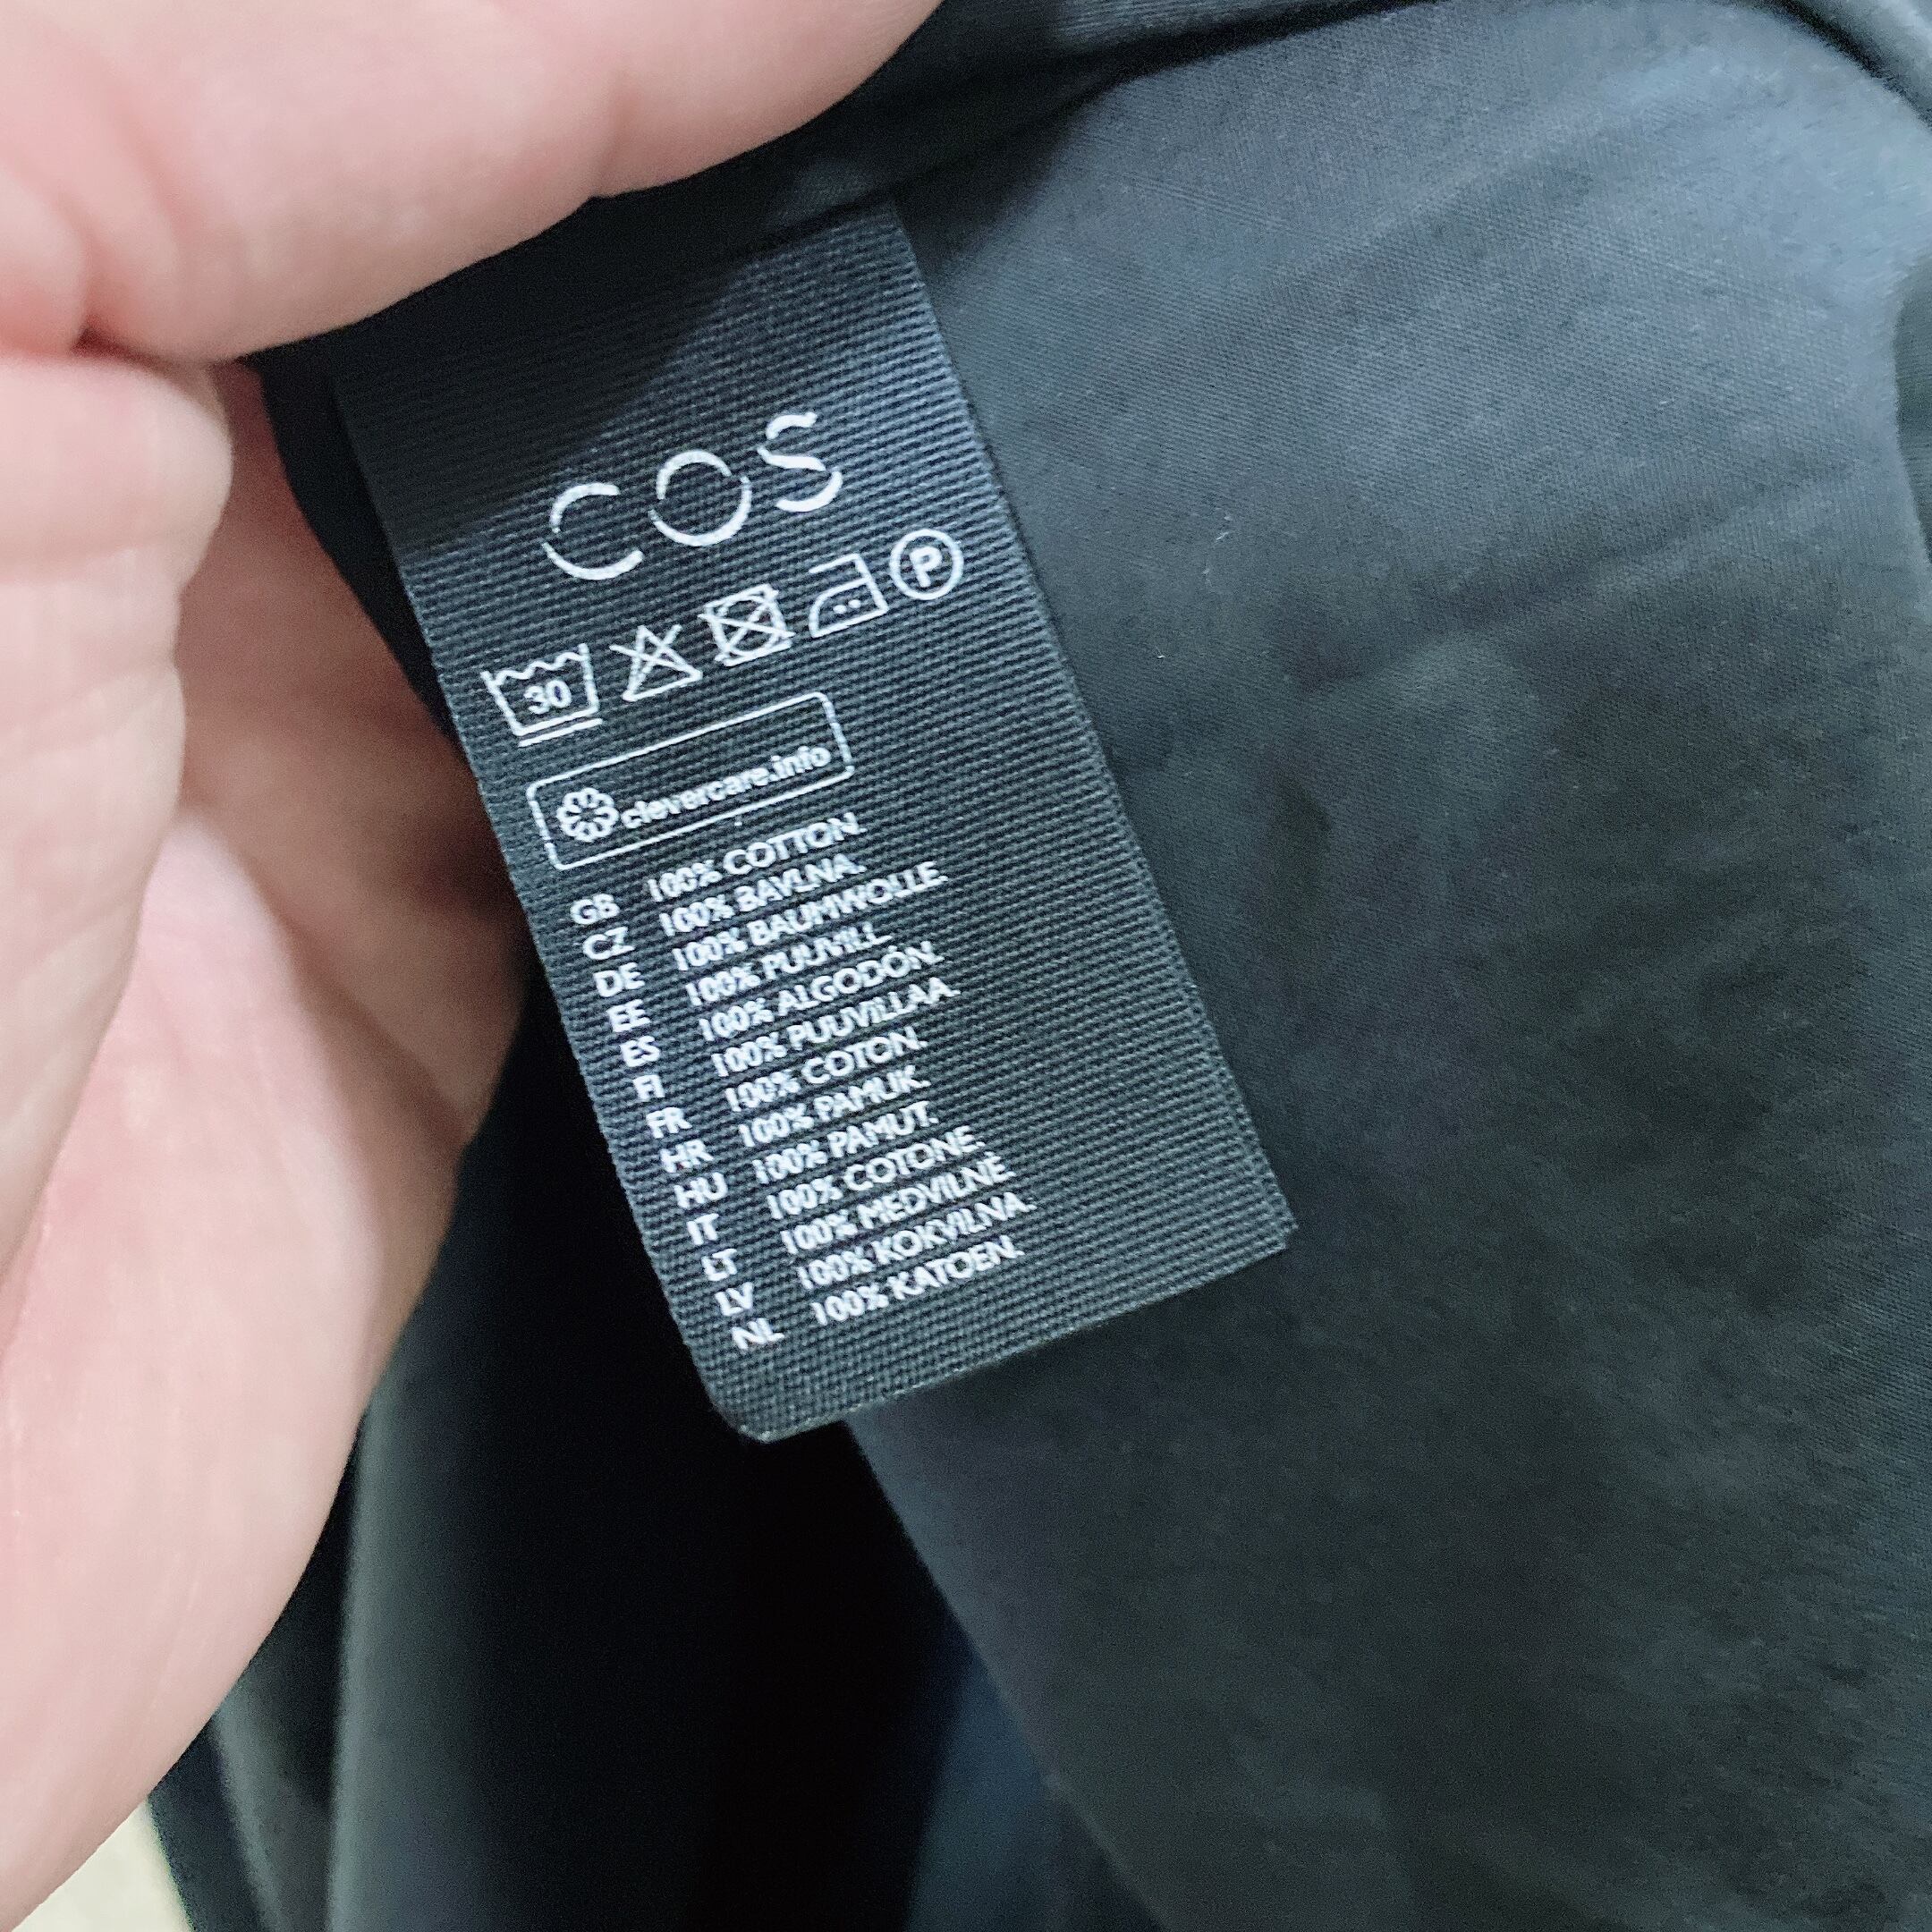 COS
30
P
clevercare.info
GB 100% COTTON.
CZ 100% BAVLNA.
DE 100% BAUMWOLLE.
EE 100% PUUVILL
ES 100% ALGODÓN.
FI 100% PUUVILLAA.
FR 100% COTON.
HR 100% PAMUK.
HU 100% PAMUT.
IT 100% COTONE.
LT 100% MEDVILNE
LV 100% KOKVILNA.
NL 100% KATOEN.